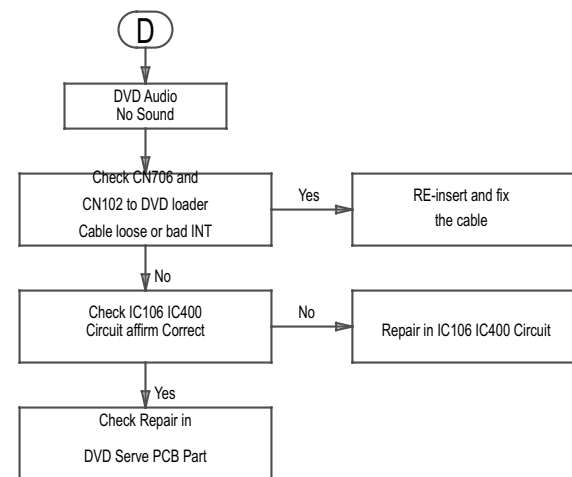 D
DVD Audio
No Sound
Check CN706 and
CN102 to DVD loader
Cable loose or bad INT
Yes
RE-insert and fix
the cable
No
Check IC106 IC400
Circuit affirm Correct
No
Repair in IC106 IC400 Circuit
Yes
Check Repair in
DVD Serve PCB Part